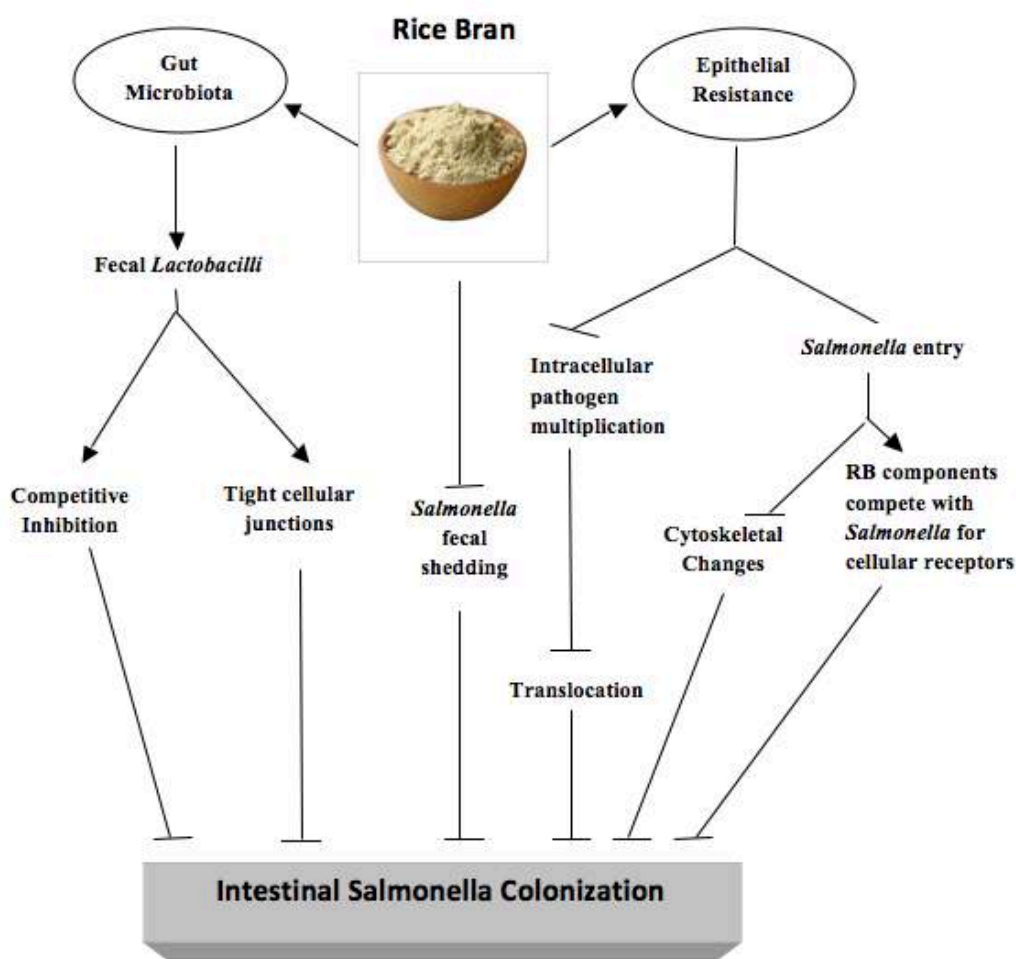 Rice Bran
Gut
Microbiota
Epithelial
Resistance
Fecal Lactobacilli
Salmonella entry
Intracellular
pathogen
multiplication
Competitive
Inhibition
Tight cellular
junctions
Salmonella
fecal
shedding
Cytoskeletal
Changes
RB components
compete with
Salmonella for
cellular receptors
Translocation
Intestinal Salmonella Colonization